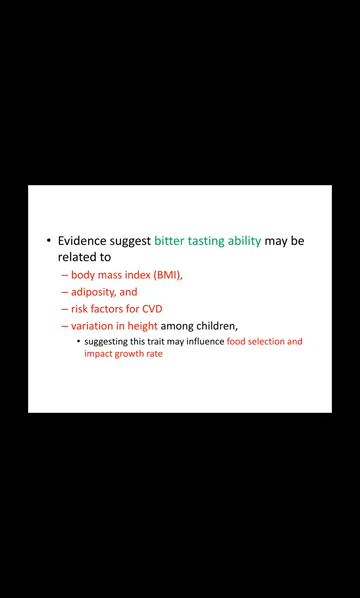 • Evidence suggest bitter tasting ability may be
related to
– body mass index (BMI),
– adiposity, and
– risk factors for CVD
– variation in height among children,
• suggesting this trait may influence food selection and
impact growth rate